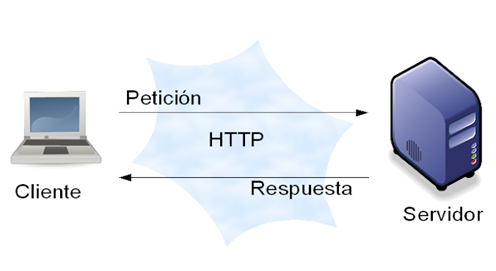 Petición
HTTP
Respuesta
Cliente
Servidor